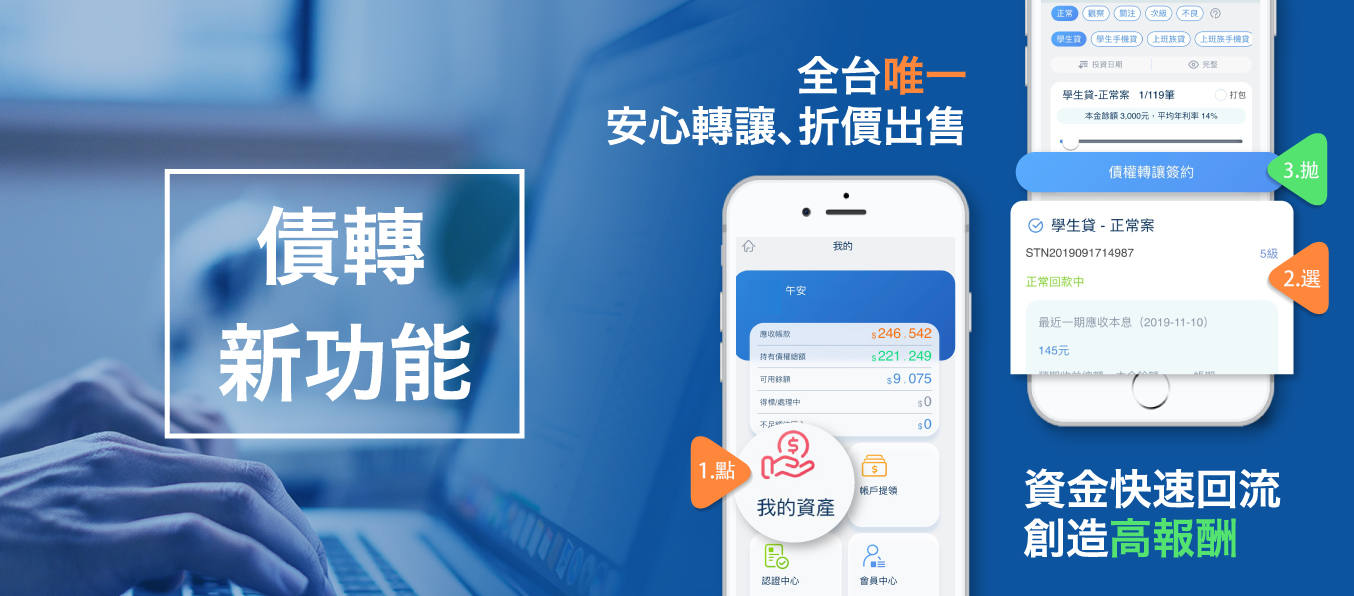 債轉
新功能
全台唯一
安心轉讓、折價出售
我的
午安
應收帳款 $246.542
持有債權總額 $221.249
可用餘額 $9.075
得標/處理中 $0
$0
1.點
我的資產
帳戶提領
認證中心
會員中心
正常 觀察 關注 次級 不良
學生貸 學生手機貸 上班族貸 上班族手機貸
投資日期 完整
學生貸-正常案 1/119筆 打包
本金餘額 3,000元，平均年利率 14%
債權轉讓簽約
3.拋
學生貸 - 正常案
STN2019091714987 5級
正常回款中
2.選
最近一期應收本息（2019-11-10）
145元
資金快速回流
創造高報酬